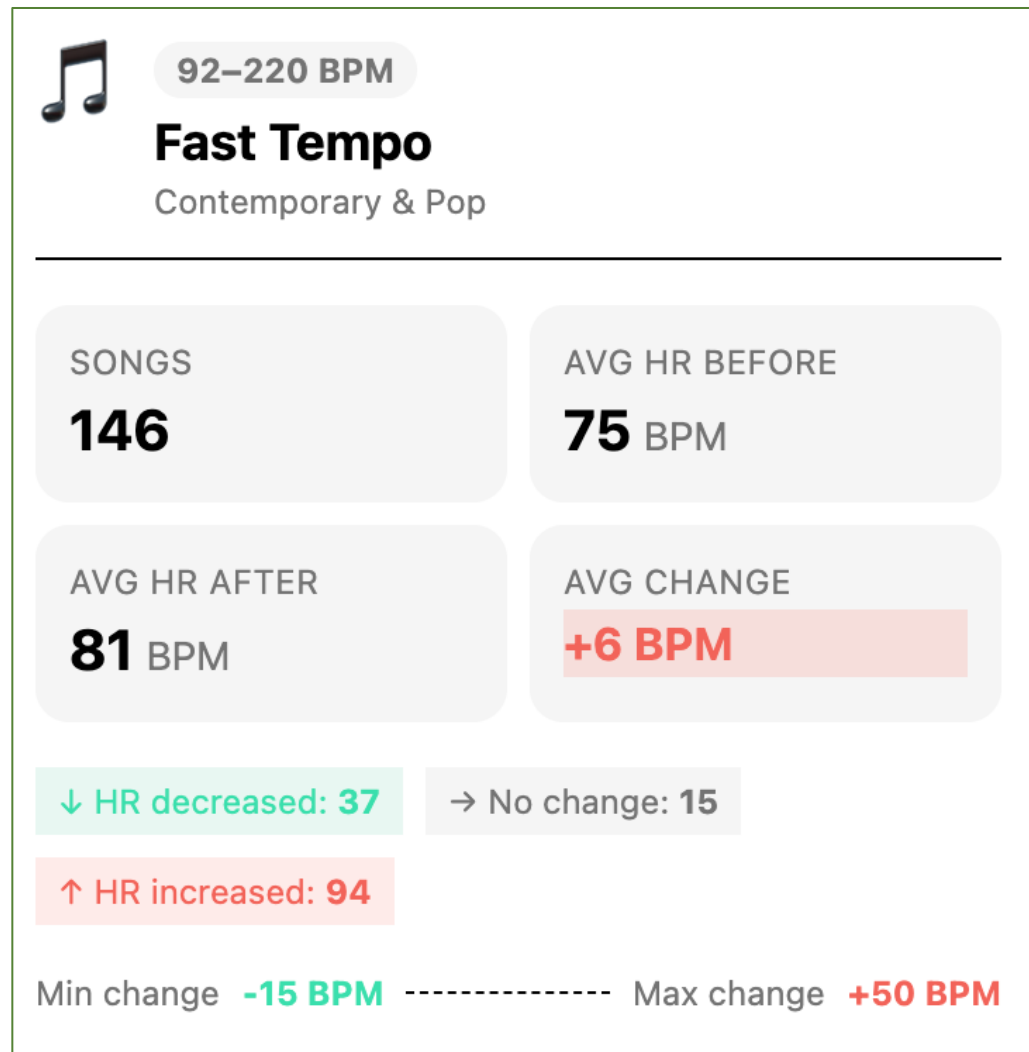 92–220 BPM
Fast Tempo
Contemporary & Pop
SONGS
146
AVG HR BEFORE
75 BPM
AVG HR AFTER
81 BPM
AVG CHANGE
+6 BPM
↓ HR decreased: 37
→ No change: 15
↑ HR increased: 94
Min change -15 BPM Max change +50 BPM